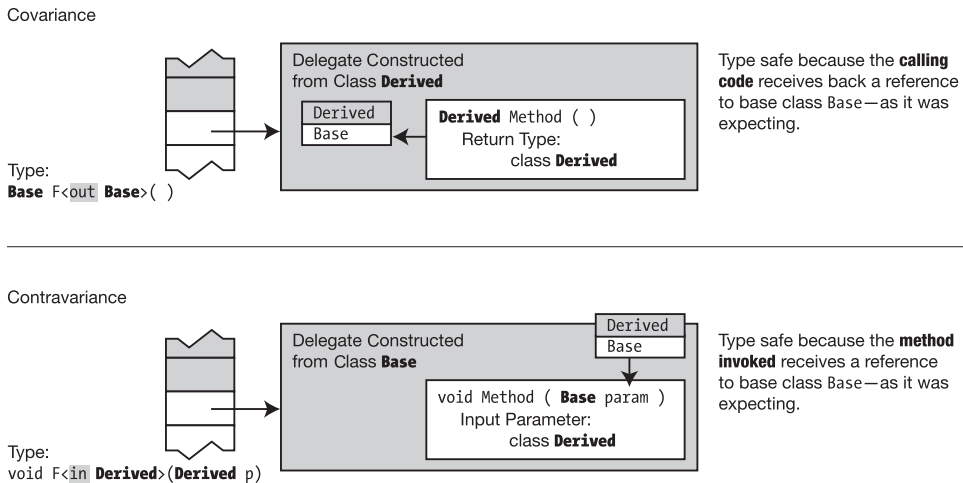 Covariance
Delegate Constructed
from Class Derived
Derived
Base
Derived Method ( )
Return Type:
class Derived
Type safe because the calling
code receives back a reference
to base class Base—as it was
expecting.
Type:
Base F<out Base>( )
Contravariance
Delegate Constructed
from Class Base
Derived
Base
void Method ( Base param )
Input Parameter:
class Derived
Type safe because the method
invoked receives a reference
to base class Base—as it was
expecting.
Type:
void F<in Derived>(Derived p)